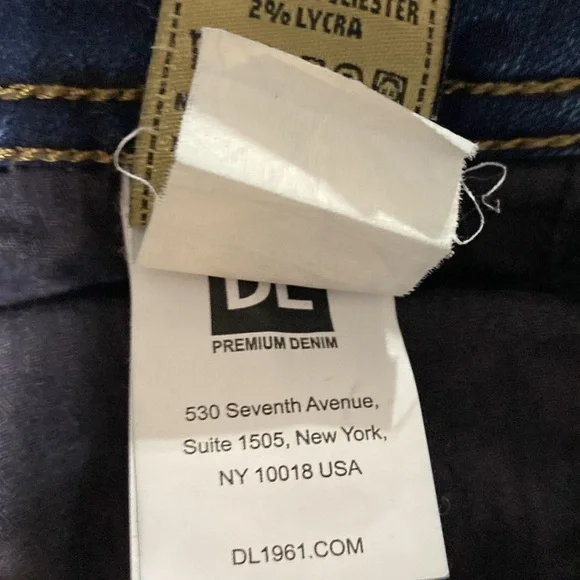 2% LYCRA
DL
PREMIUM DENIM
530 Seventh Avenue,
Suite 1505, New York,
NY 10018 USA
DL1961.COM